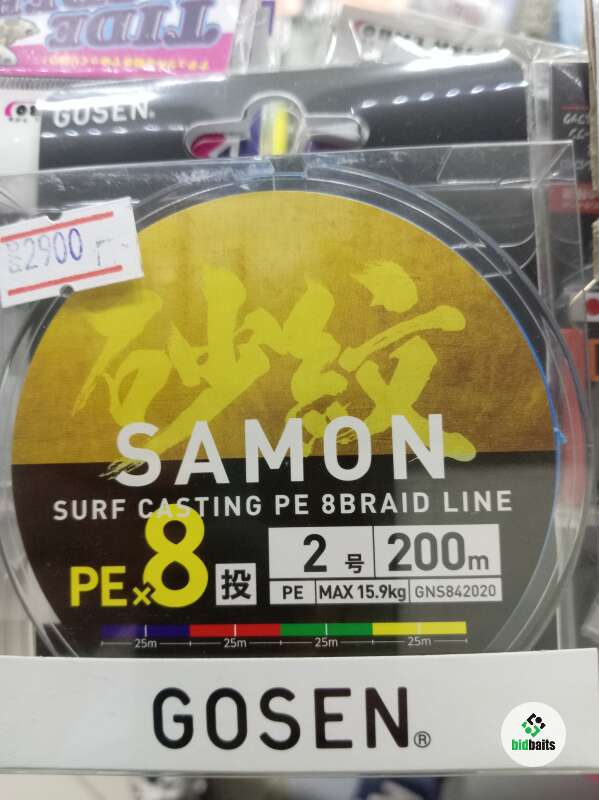 TIDE
GOSEN®
2900
砂紋
SAMON
SURF CASTING PE 8BRAID LINE
PE×8 投
2号 200m
PE MAX 15.9kg GNS842020
25m 25m 25m 25m
GOSEN®
bidbaits